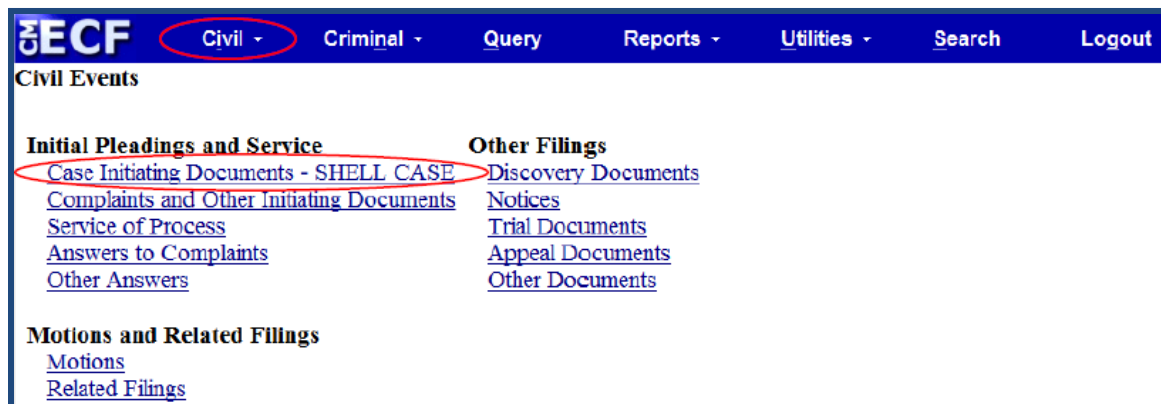 CM ECF Civil Criminal Query Reports Utilities Search Logout
Civil Events
Initial Pleadings and Service
Case Initiating Documents - SHELL CASE
Complaints and Other Initiating Documents
Service of Process
Answers to Complaints
Other Answers
Other Filings
Discovery Documents
Notices
Trial Documents
Appeal Documents
Other Documents
Motions and Related Filings
Motions
Related Filings